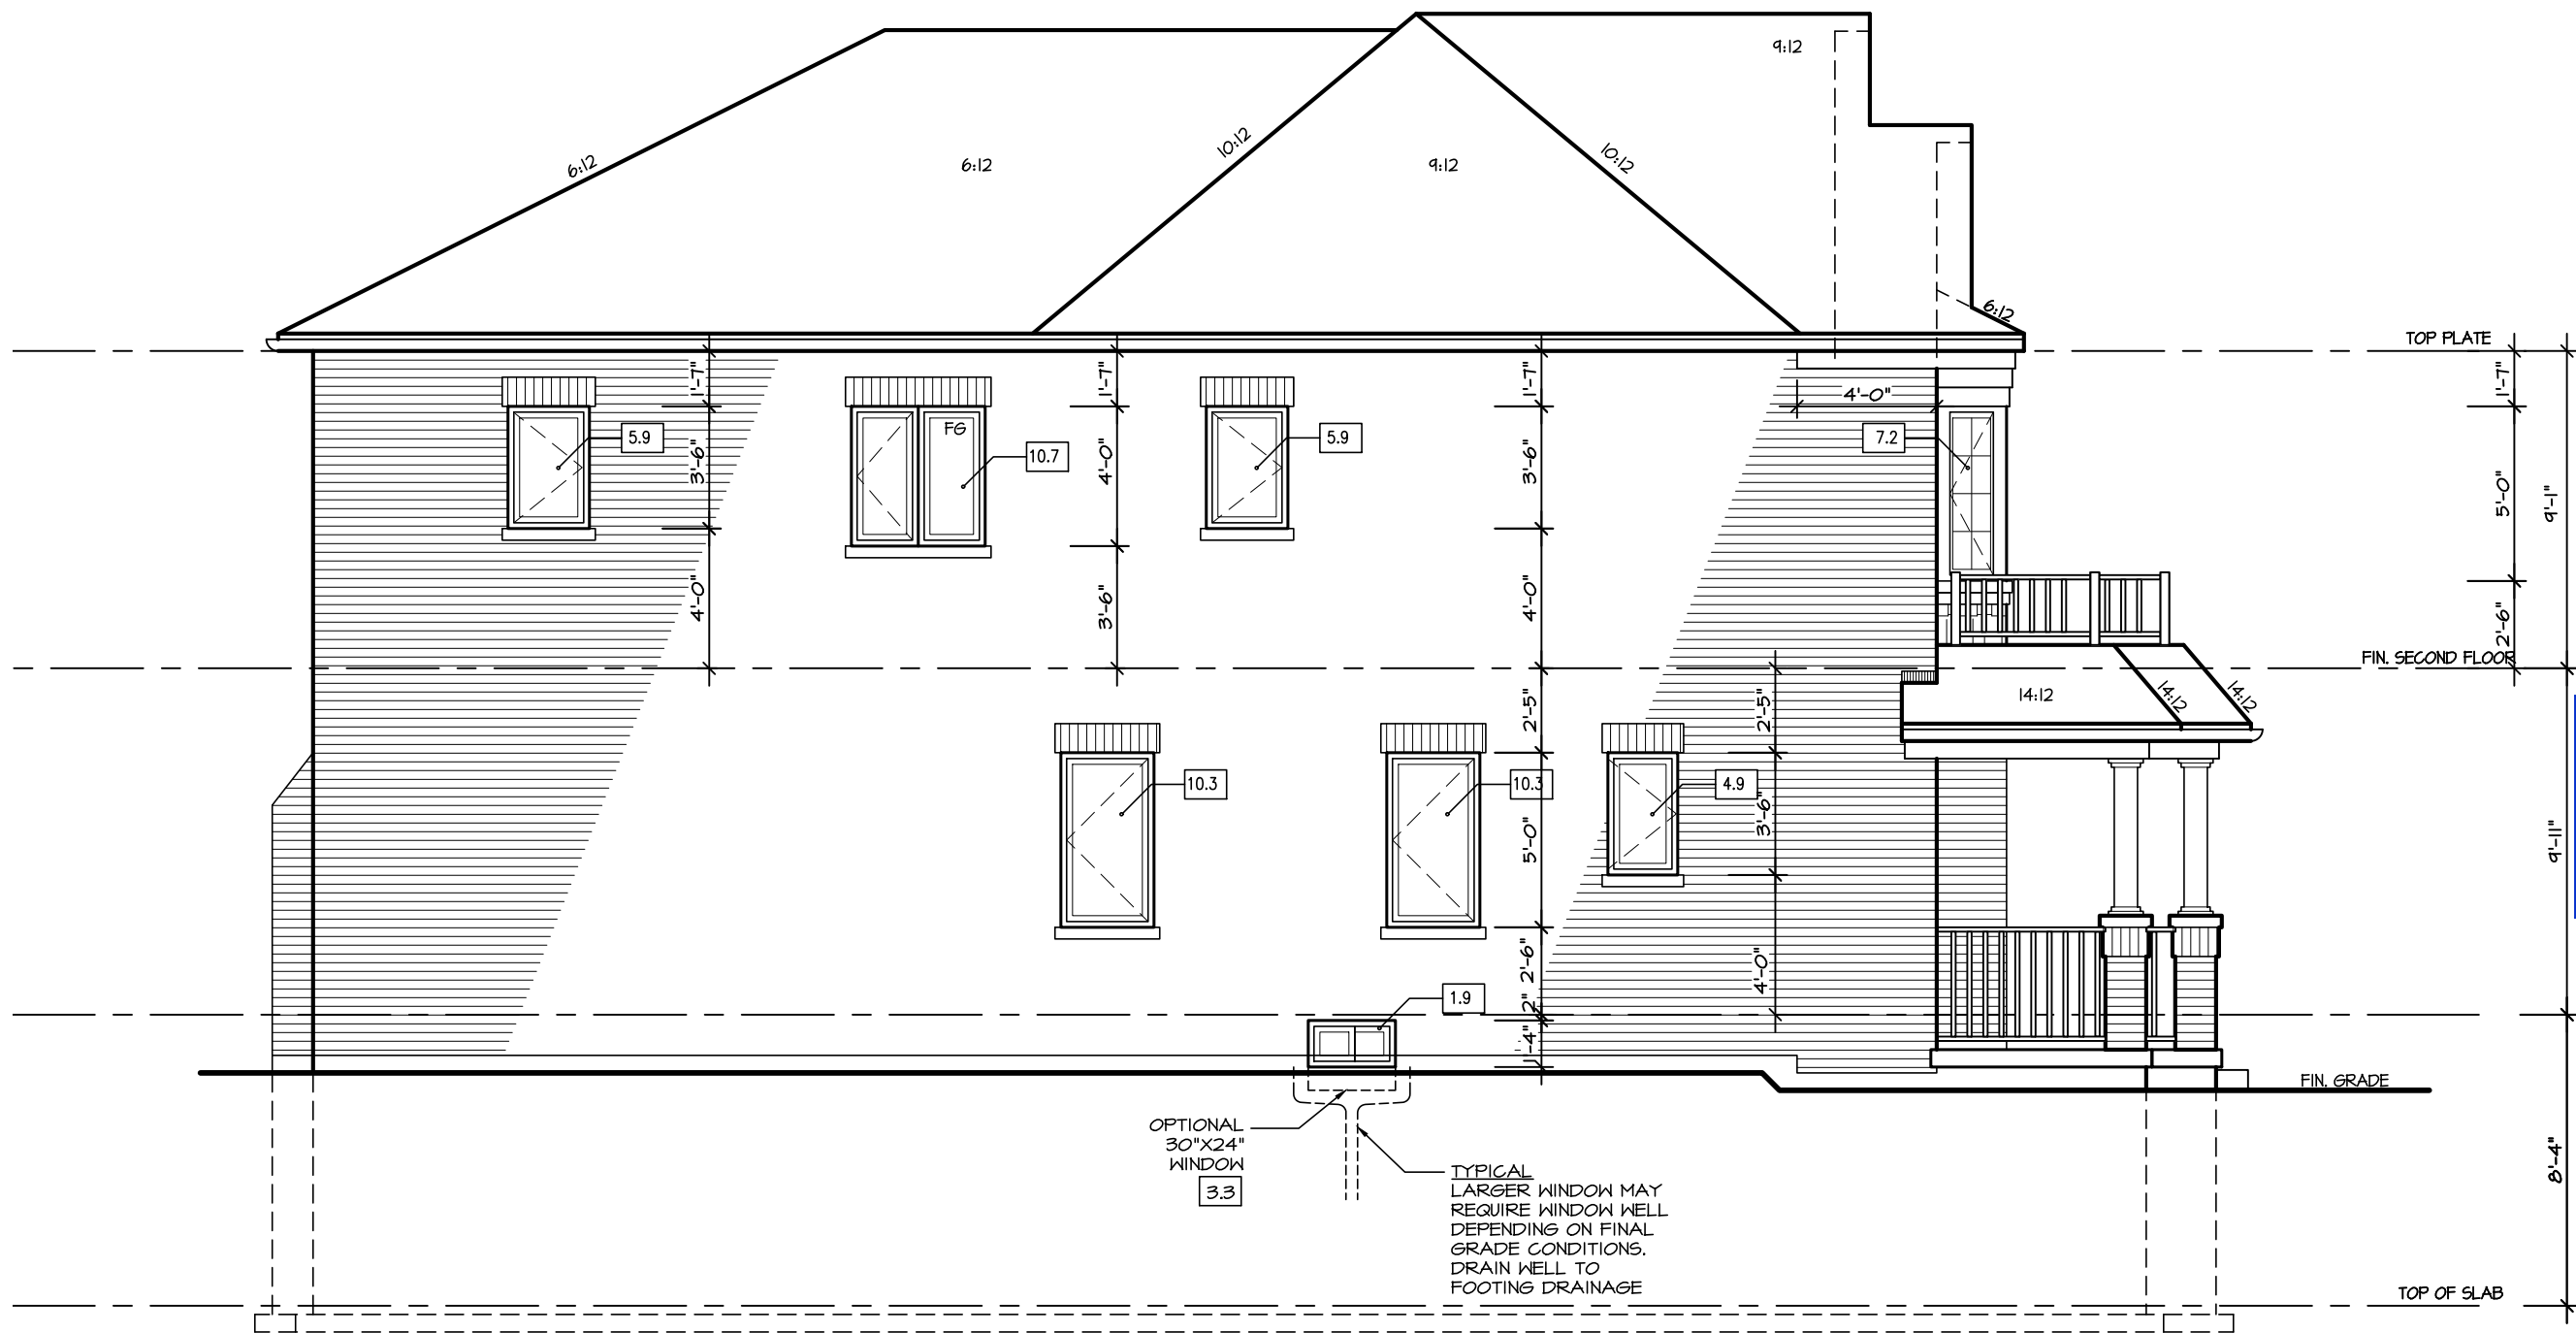 9:12
6:12
6:12
10:12
9:12
10:12
6:12
TOP PLATE
1'-7"
1'-7"
1'-7"
1'-7"
4'-0"
5.9
FG
10.7
5.9
7.2
3'-6"
4'-0"
3'-6"
5'-0"
9'-1"
4'-0"
3'-6"
4'-0"
2'-6"
FIN. SECOND FLOOR
2'-5"
2'-5"
14:12
14:12
14:12
10.3
10.3
4.9
5'-0"
3'-6"
9'-11"
2'-6"
4'-0"
1.9
2"
1'-4"
FIN. GRADE
OPTIONAL
30"X24"
WINDOW
3.3
TYPICAL
LARGER WINDOW MAY
REQUIRE WINDOW WELL
DEPENDING ON FINAL
GRADE CONDITIONS.
DRAIN WELL TO
FOOTING DRAINAGE
8'-4"
TOP OF SLAB